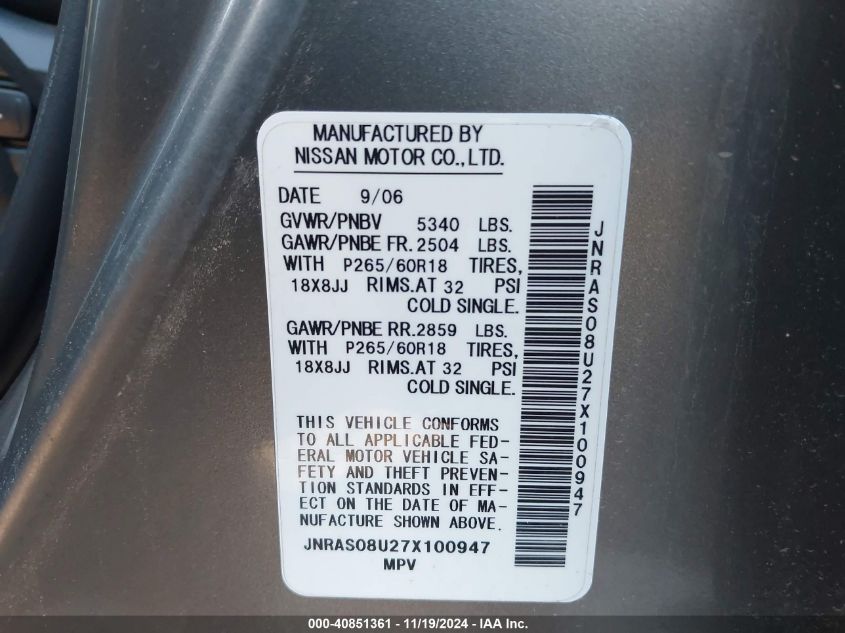 MANUFACTURED BY
NISSAN MOTOR CO.,LTD.
DATE 9/06
GVWR/PNBV 5340 LBS.
GAWR/PNBE FR. 2504 LBS.
WITH P265/60R18 TIRES,
18X8JJ RIMS.AT 32 PSI
COLD SINGLE.
GAWR/PNBE RR. 2859 LBS.
WITH P265/60R18 TIRES,
18X8JJ RIMS.AT 32 PSI
COLD SINGLE.
THIS VEHICLE CONFORMS
TO ALL APPLICABLE FED-
ERAL MOTOR VEHICLE SA-
FETY AND THEFT PREVEN-
TION STANDARDS IN EFF-
ECT ON THE DATE OF MA-
NUFACTURE SHOWN ABOVE.
JNRAS08U27X100947
MPV
JNRAS08U27X100947
000-40851361 - 11/19/2024 - IAA Inc.